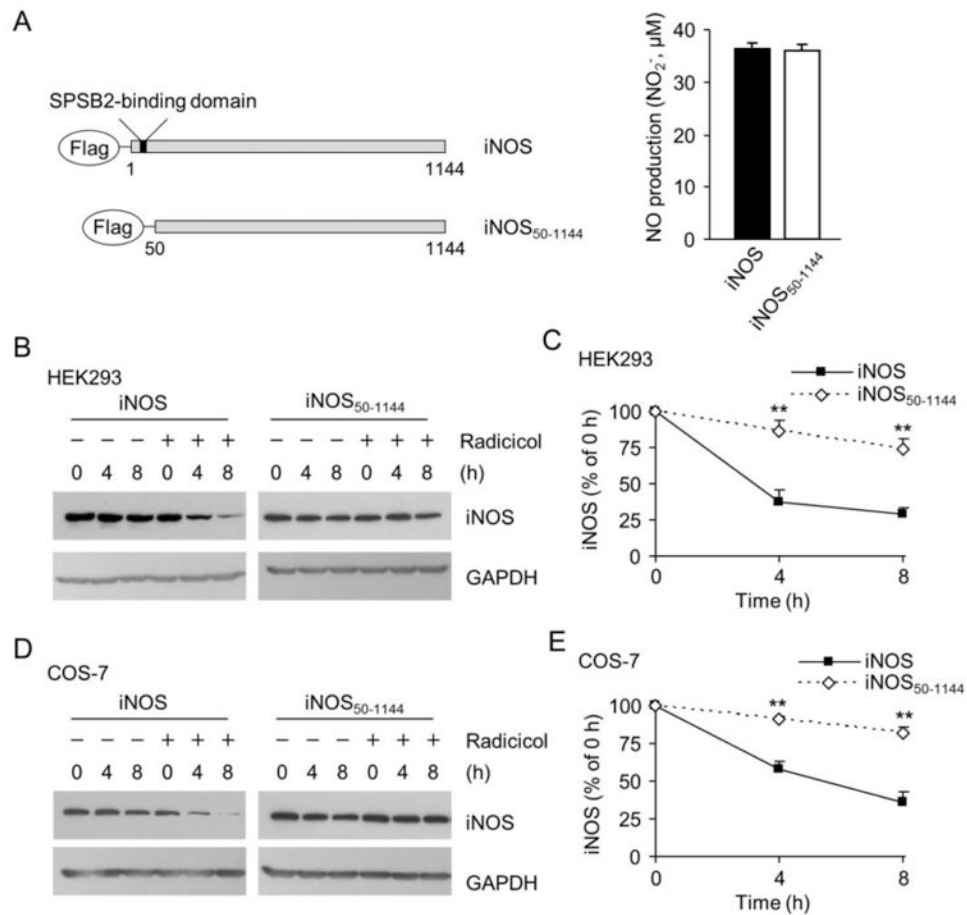 A
SPSB2-binding domain
Flag
iNOS
1
1144
Flag
iNOS50-1144
50
1144
NO production (NO2-, µM)
40
30
20
10
0
iNOS
iNOS50-1144
B
HEK293
iNOS
iNOS50-1144
– – – + + + – – – + + + Radicicol
0 4 8 0 4 8 0 4 8 0 4 8 (h)
iNOS
GAPDH
C
HEK293
iNOS
iNOS50-1144
iNOS (% of 0 h)
100
75
50
25
0
** **
0 4 8
Time (h)
D
COS-7
iNOS
iNOS50-1144
– – – + + + – – – + + + Radicicol
0 4 8 0 4 8 0 4 8 0 4 8 (h)
iNOS
GAPDH
E
COS-7
iNOS
iNOS50-1144
iNOS (% of 0 h)
100
75
50
25
0
** **
0 4 8
Time (h)